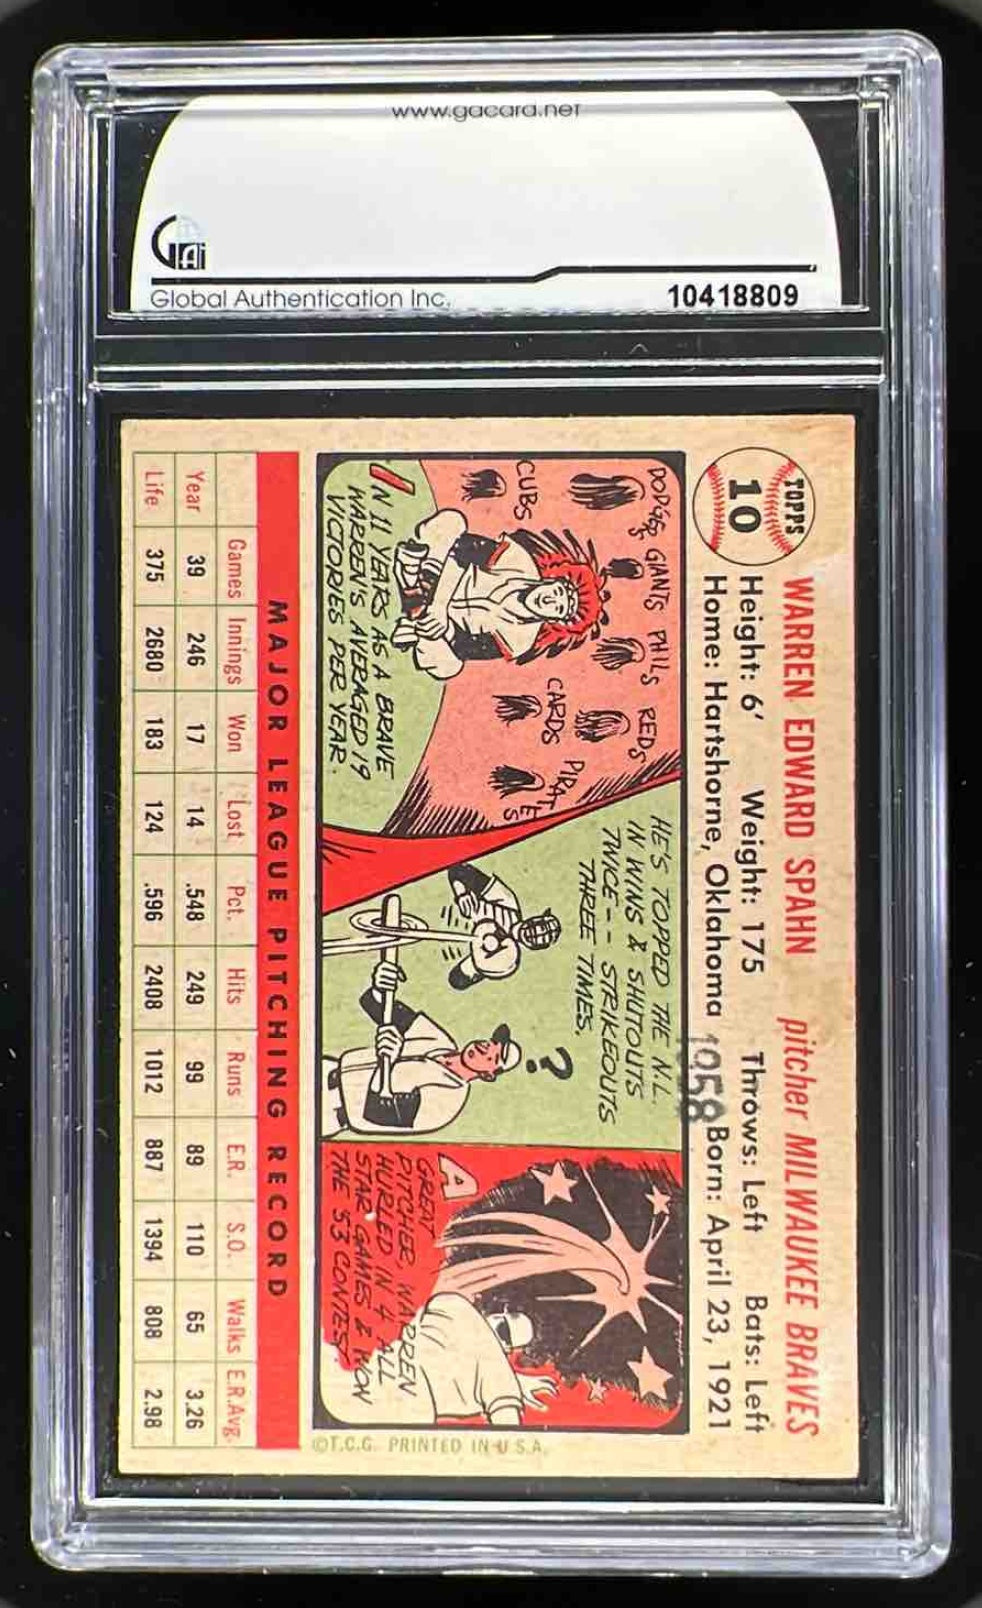 www.gacard.net
GAi
Global Authentication Inc.
10418809
TOPPS
10
WARREN EDWARD SPAHN pitcher MILWAUKEE BRAVES
Height: 6' Weight: 175 Throws: Left Bats: Left
Home: Hartshorne, Oklahoma Born: April 23, 1921
1958
DODGERS GIANTS PHILS REDS
CUBS CARDS PIRATES
IN 11 YEARS AS A BRAVE
WARREN'S AVERAGED 19
VICTORIES PER YEAR.
HE'S TOPPED THE N.L.
IN WINS & SHUTOUTS
TWICE -- STRIKEOUTS
THREE TIMES.
?
A
GREAT
PITCHER, WARREN
HURLED IN 4 ALL
STAR GAMES & WON
THE '53 CONTEST.
©T.C.G. PRINTED IN U.S.A.
MAJOR LEAGUE PITCHING RECORD
Games Innings Won Lost Pct. Hits Runs E.R. S.O. Walks E.R.Avg.
Year 39 246 17 14 .548 249 99 89 110 65 3.26
Life 375 2680 183 124 .596 2408 1012 887 1394 808 2.98